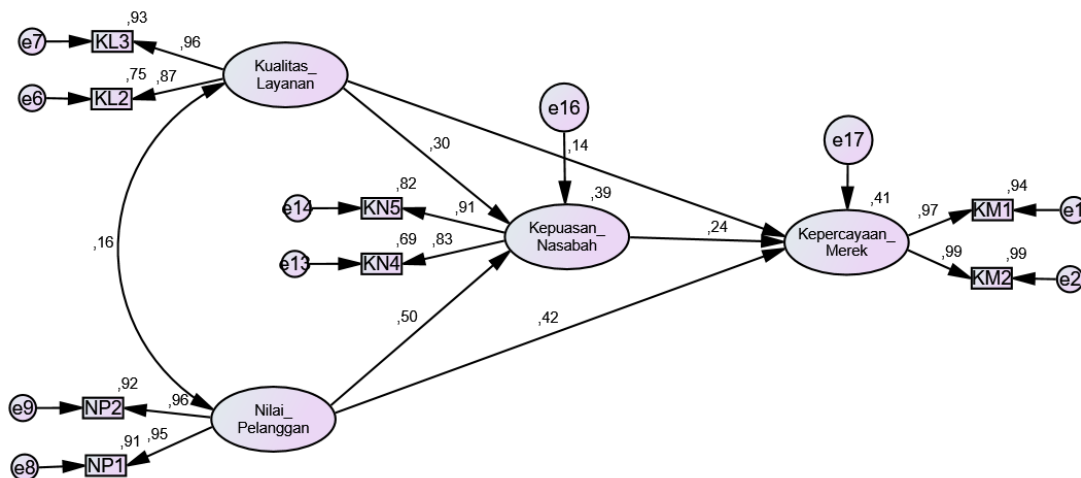 ,93
e7
KL3
,96
Kualitas_
Layanan
,75
,87
e6
KL2
e16
e17
,30
,14
,82
e14
KN5
,91
,39
Kepuasan_
Nasabah
,69
,83
e13
KN4
,24
,41
Kepercayaan_
Merek
,94
,97
KM1
e1
,99
,99
KM2
e2
,16
,50
,42
,92
e9
NP2
,96
Nilai_
Pelanggan
,91
,95
e8
NP1